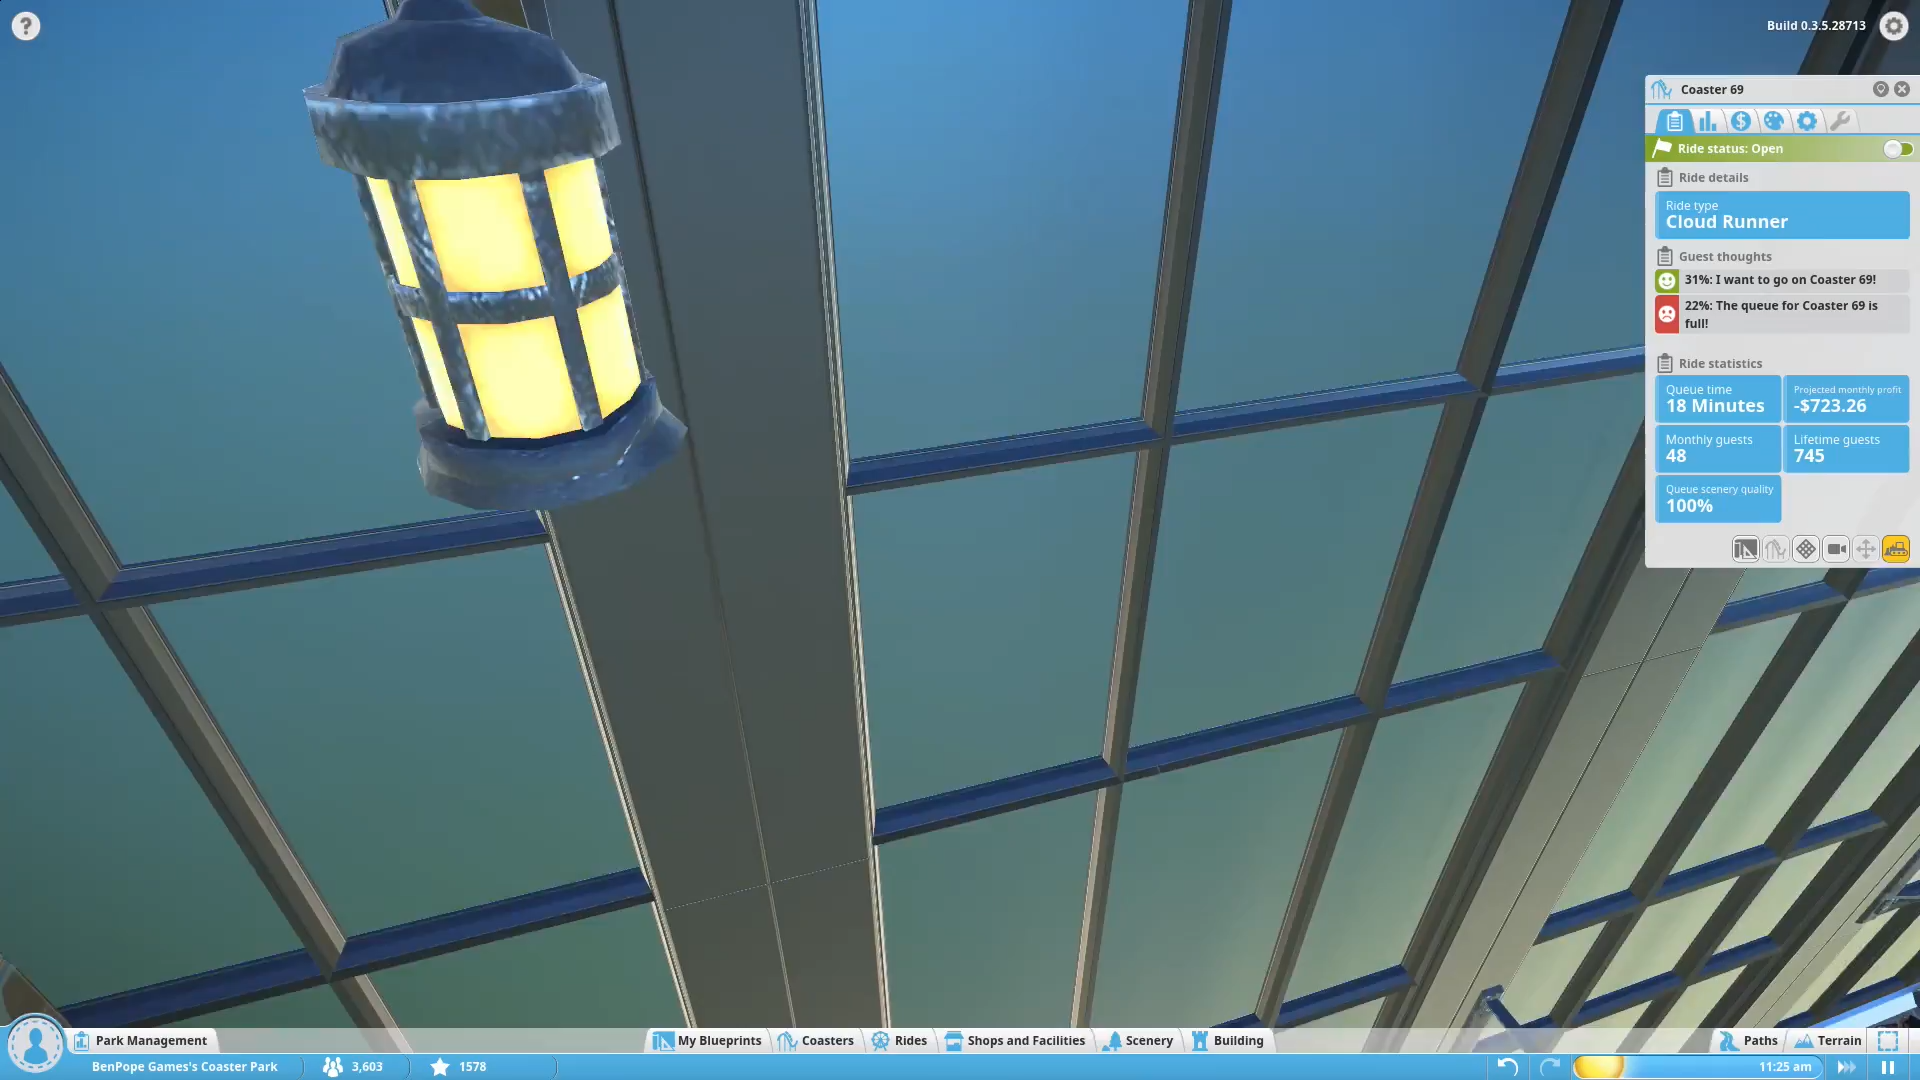 ?
Build 0.3.5.28713
Coaster 69
$
Ride status: Open
Ride details
Ride type
Cloud Runner
Guest thoughts
31%: I want to go on Coaster 69!
22%: The queue for Coaster 69 is
full!
Ride statistics
Queue time
18 Minutes
Projected monthly profit
-$723.26
Monthly guests
48
Lifetime guests
745
Queue scenery quality
100%
Park Management
My Blueprints
Coasters
Rides
Shops and Facilities
Scenery
Building
Paths
Terrain
BenPope Games's Coaster Park
3,603
1578
11:25 am